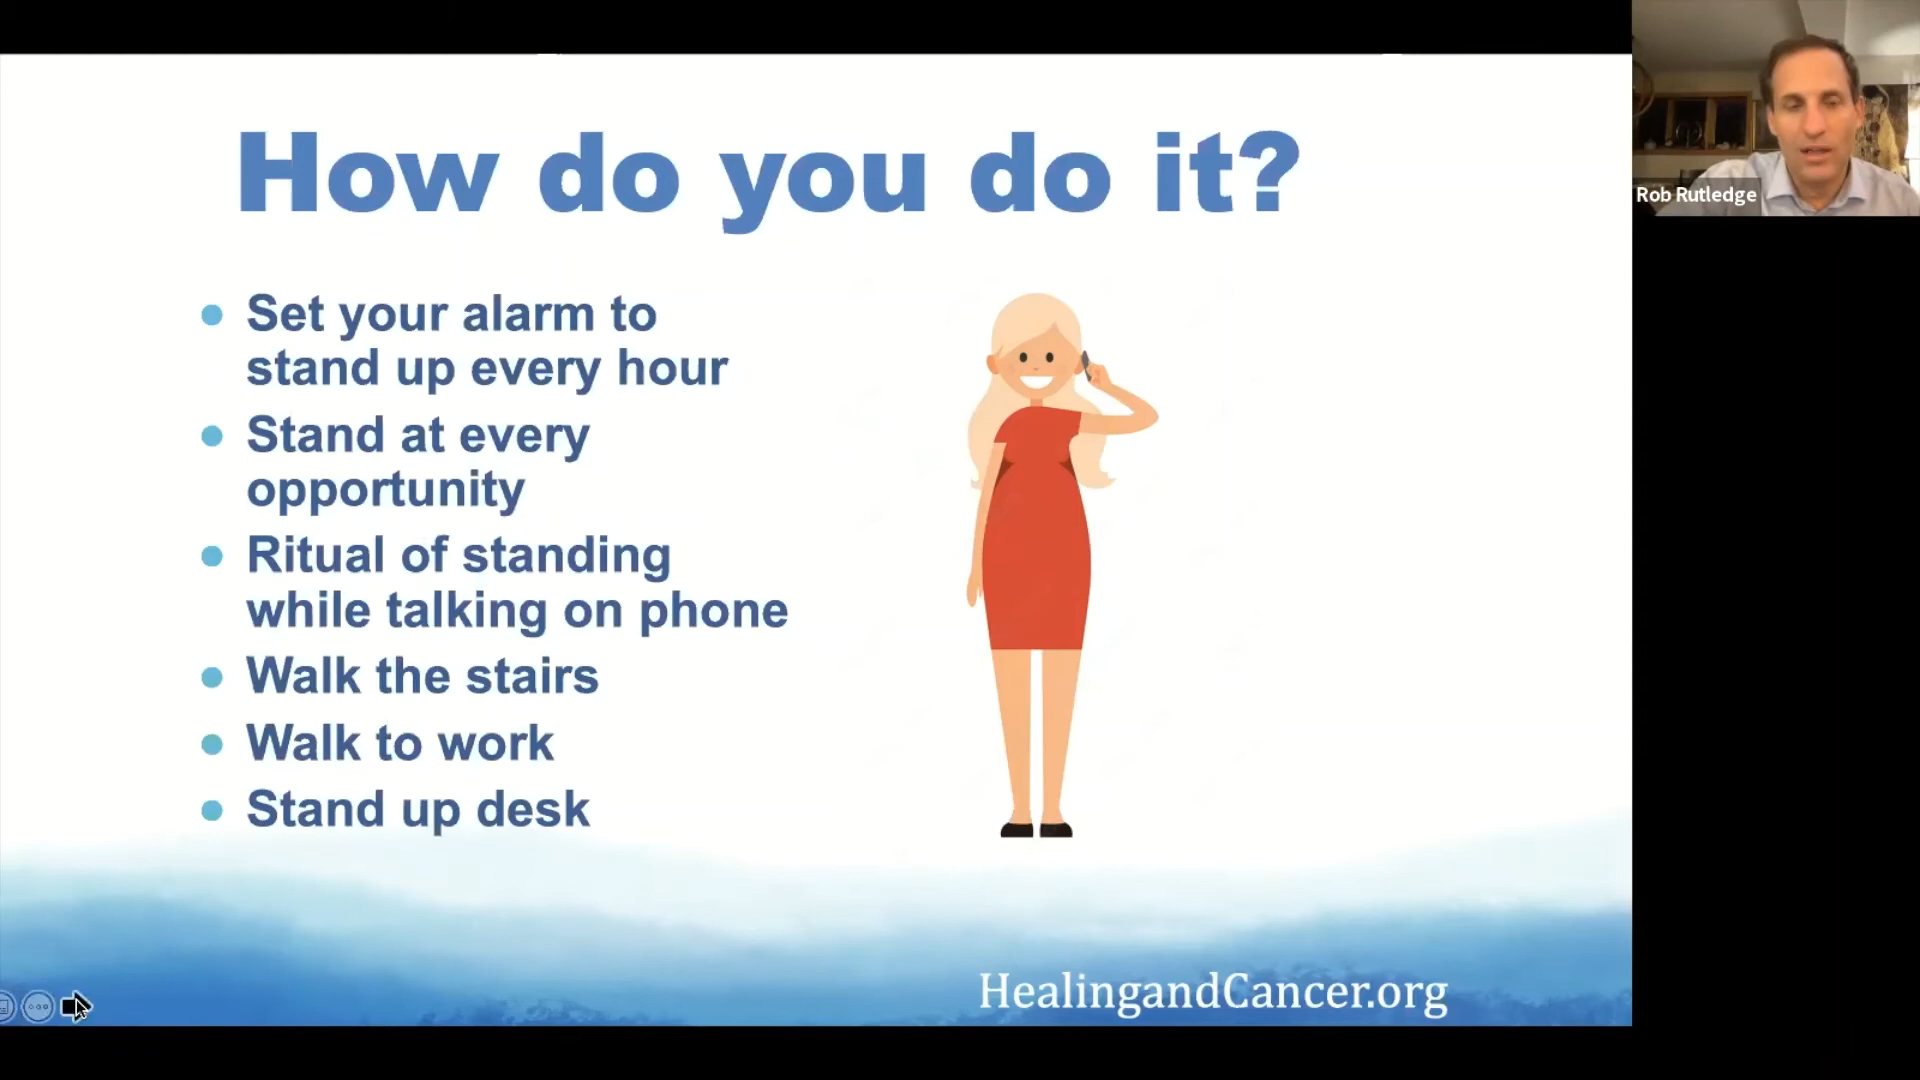 How do you do it?
Set your alarm to
stand up every hour
Stand at every
opportunity
Ritual of standing
while talking on phone
Walk the stairs
Walk to work
Stand up desk
HealingandCancer.org
Rob Rutledge